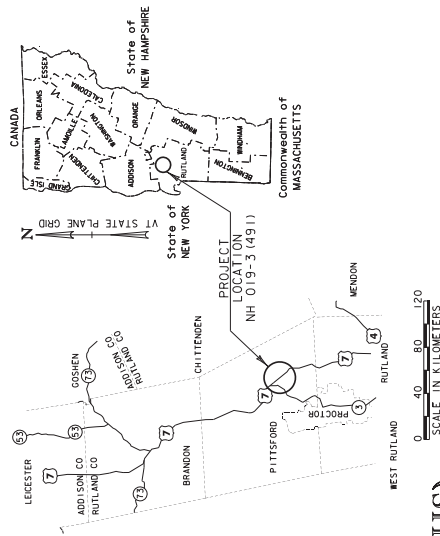 CANADA
GRAND ISLE
FRANKLIN
ORLEANS
ESSEX
LAMOILLE
CALEDONIA
CHITTENDEN
WASHINGTON
ADDISON
ORANGE
RUTLAND
WINDSOR
BENNINGTON
WINDHAM
State of
NEW HAMPSHIRE
State of
NEW YORK
Commonwealth of
MASSACHUSETTS
N
VT STATE PLANE GRID
PROJECT
LOCATION
NH 019-3 (491)
LEICESTER
53
53
7
GOSHEN
73
ADDISON CO
RUTLAND CO
ADDISON CO
RUTLAND CO
73
7
BRANDON
CHITTENDEN
7
PITTSFORD
PROCTOR
3
7
7
MENDON
4
RUTLAND
WEST RUTLAND
0 40 80 120
SCALE IN KILOMETERS